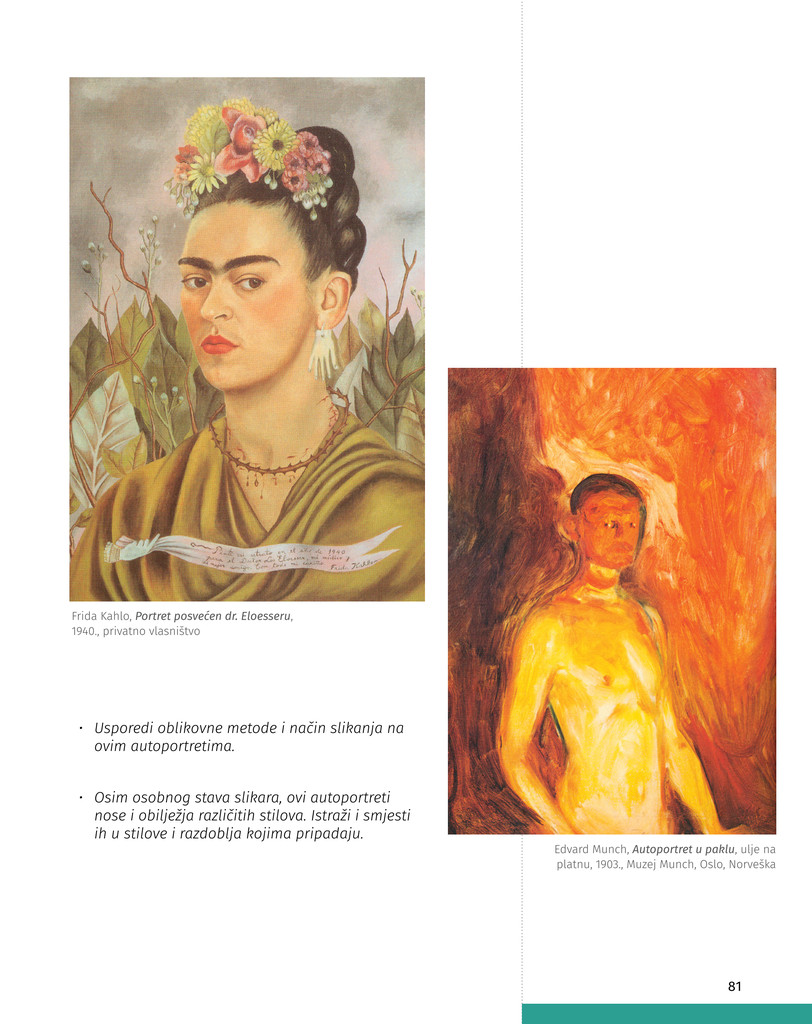 Frida Kahlo, Portret posvećen dr. Eloesseru,
1940., privatno vlasništvo
• Usporedi oblikovne metode i način slikanja na
ovim autoportretima.
• Osim osobnog stava slikara, ovi autoportreti
nose i obilježja različitih stilova. Istraži i smjesti
ih u stilove i razdoblja kojima pripadaju.
Edvard Munch, Autoportret u paklu, ulje na
platnu, 1903., Muzej Munch, Oslo, Norveška
81